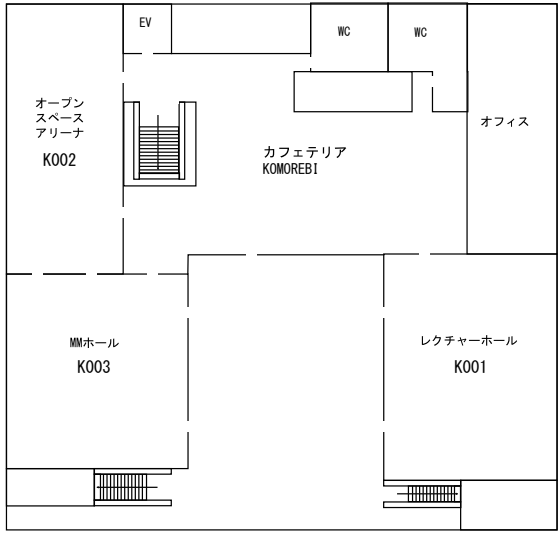 EV
WC
WC
オープン
スペース
アリーナ
K002
オフィス
カフェテリア
KOMOREBI
MMホール
K003
レクチャーホール
K001